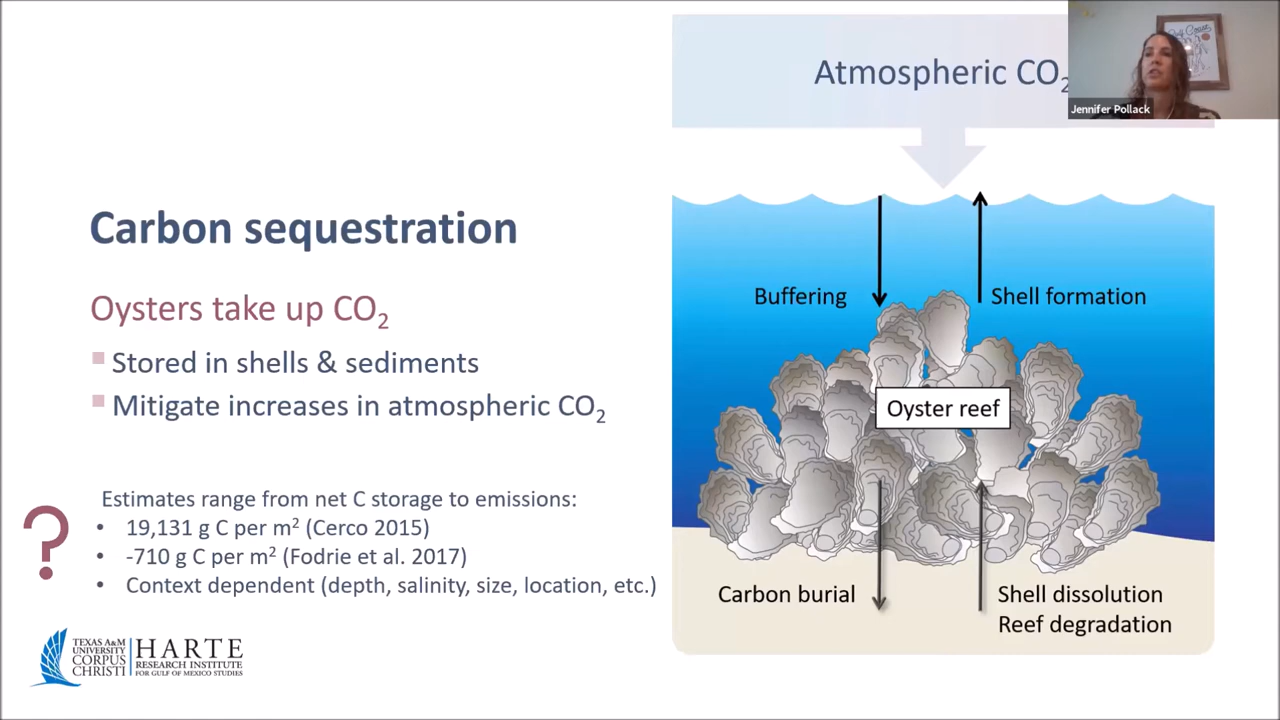 Atmospheric CO2
Jennifer Pollack
Carbon sequestration
Oysters take up CO2
▪ Stored in shells & sediments
▪ Mitigate increases in atmospheric CO2
?
Estimates range from net C storage to emissions:
• 19,131 g C per m² (Cerco 2015)
• -710 g C per m² (Fodrie et al. 2017)
• Context dependent (depth, salinity, size, location, etc.)
Buffering
Shell formation
Oyster reef
Carbon burial
Shell dissolution
Reef degradation
TEXAS A&M
UNIVERSITY
CORPUS
CHRISTI
HARTE
RESEARCH INSTITUTE
FOR GULF OF MEXICO STUDIES